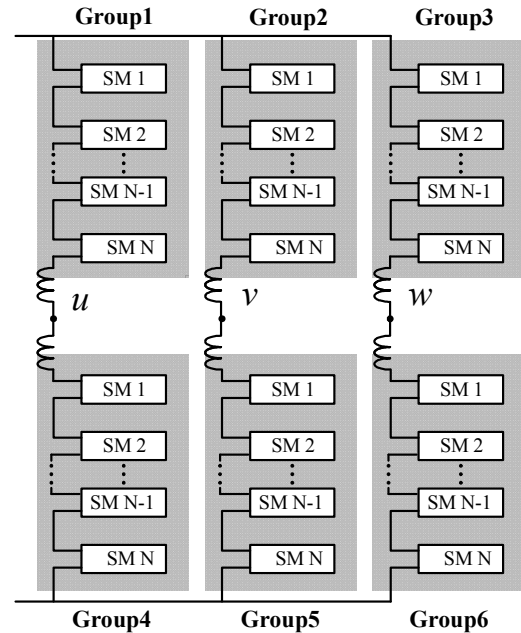 Group1 Group2 Group3
SM 1 SM 1 SM 1
SM 2 SM 2 SM 2
SM N-1 SM N-1 SM N-1
SM N SM N SM N
u v w
SM 1 SM 1 SM 1
SM 2 SM 2 SM 2
SM N-1 SM N-1 SM N-1
SM N SM N SM N
Group4 Group5 Group6